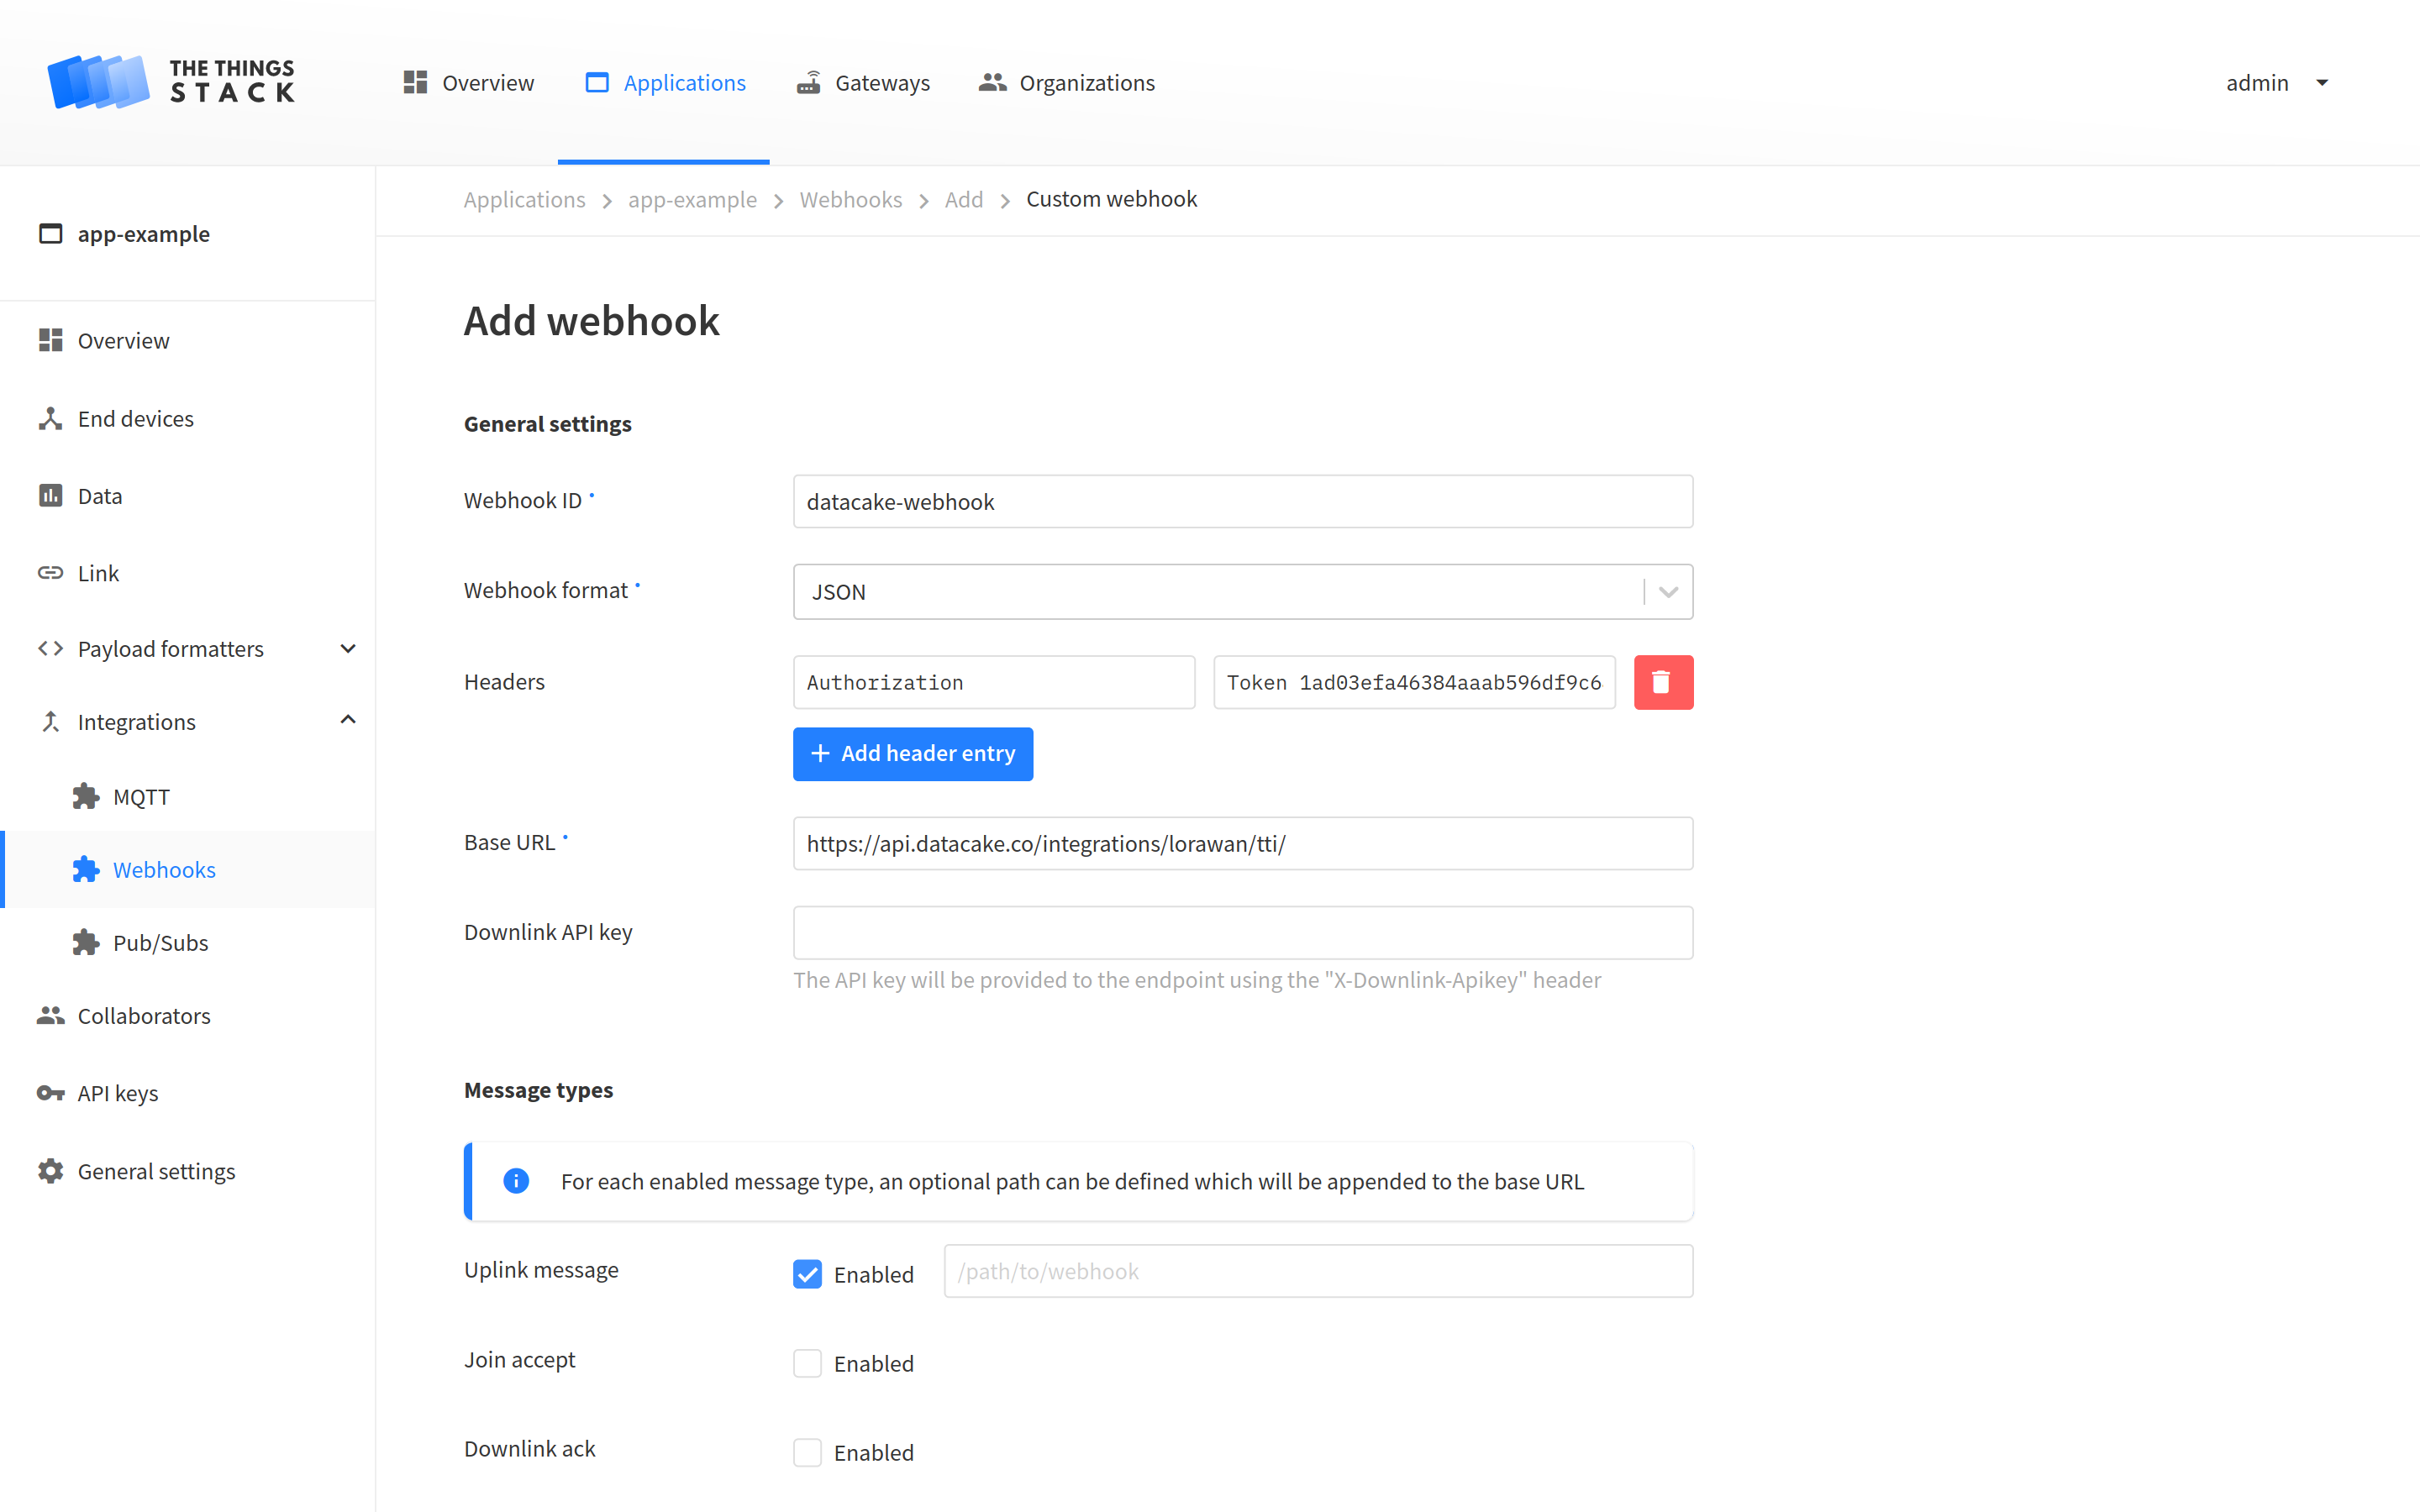 THE THINGS
STACK
Overview
Applications
Gateways
Organizations
admin
app-example
Overview
End devices
Data
Link
Payload formatters
Integrations
MQTT
Webhooks
Pub/Subs
Collaborators
API keys
General settings
Applications > app-example > Webhooks > Add > Custom webhook
Add webhook
General settings
Webhook ID
datacake-webhook
Webhook format
JSON
Headers
Authorization
Token 1ad03efa46384aaab596df9c6
+ Add header entry
Base URL
https://api.datacake.co/integrations/lorawan/tti/
Downlink API key
The API key will be provided to the endpoint using the "X-Downlink-Apikey" header
Message types
For each enabled message type, an optional path can be defined which will be appended to the base URL
Uplink message
Enabled
/path/to/webhook
Join accept
Enabled
Downlink ack
Enabled